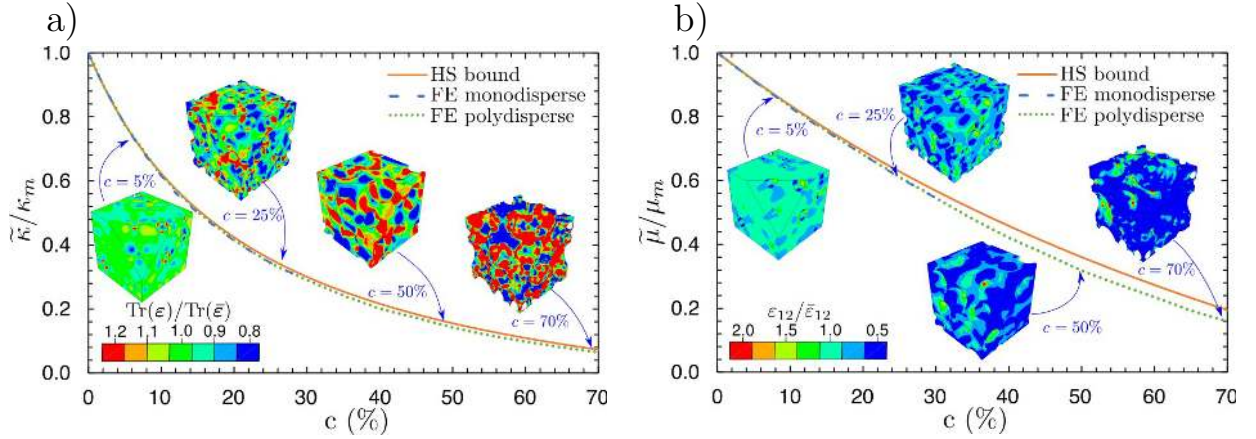 a)
1.0
0.8
0.6
0.4
0.2
0.0
κ̃/κm
HS bound
FE monodisperse
FE polydisperse
c = 5%
c = 25%
c = 50%
c = 70%
Tr(ε)/Tr(ε̄)
1.2 1.1 1.0 0.9 0.8
0 10 20 30 40 50 60 70
c (%)
b)
1.0
0.8
0.6
0.4
0.2
0.0
μ̃/μm
HS bound
FE monodisperse
FE polydisperse
c = 5%
c = 25%
c = 50%
c = 70%
ε12/ε̄12
2.0 1.5 1.0 0.5
0 10 20 30 40 50 60 70
c (%)